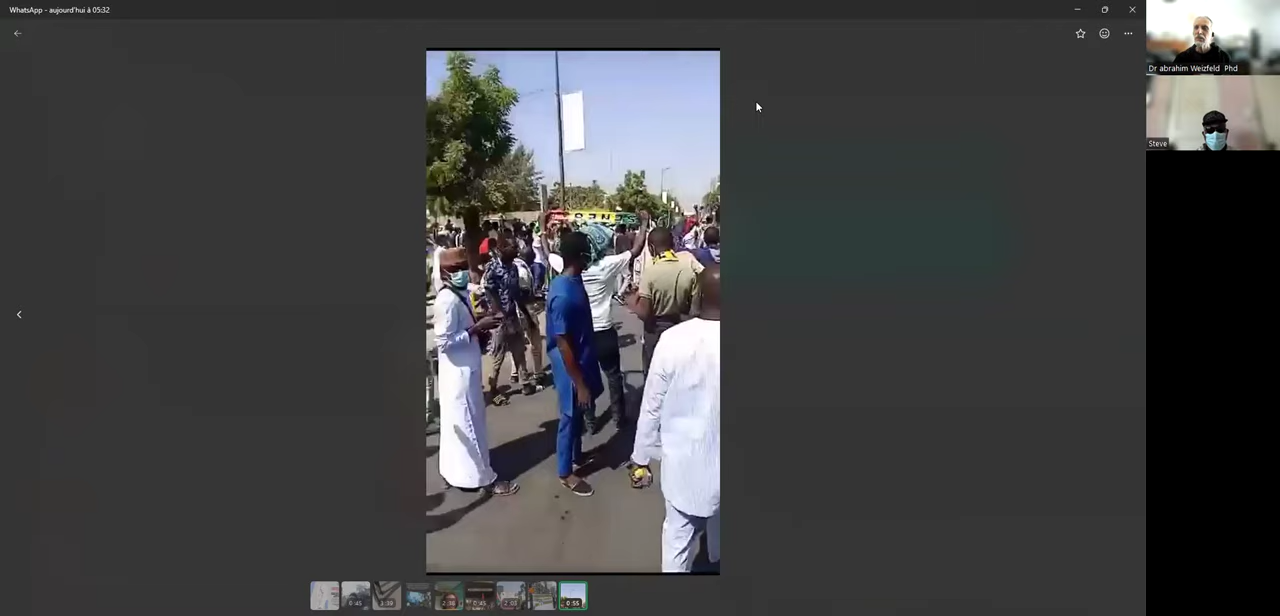 WhatsApp - aujourd'hui à 05:32
Dr abrahim Weizfeld Phd
Steve
0:45
3:39
2:36
0:45
2:03
0:55